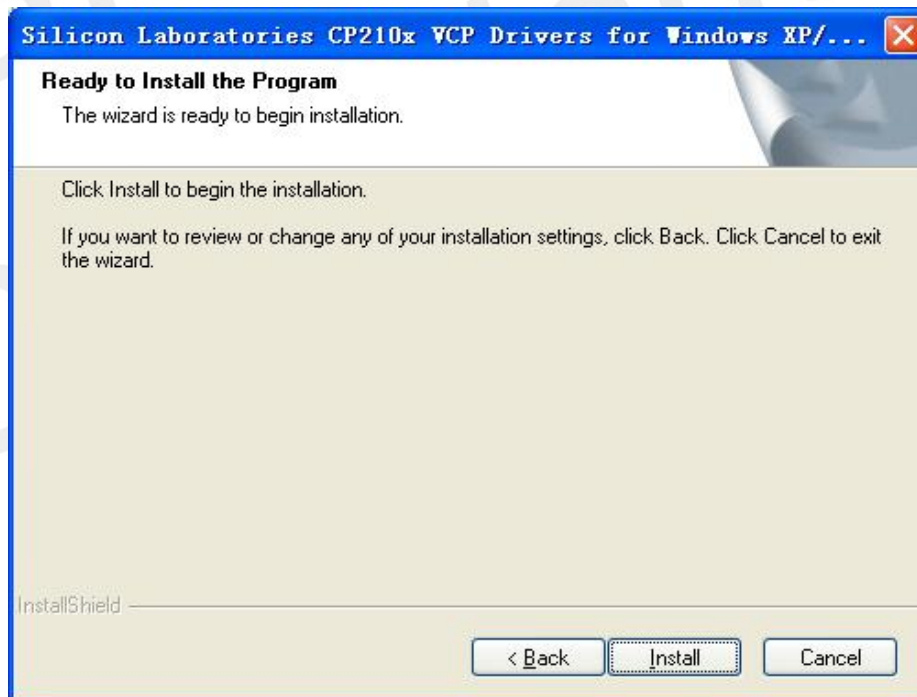 Silicon Laboratories CP210x VCP Drivers for Windows XP/...
Ready to Install the Program
The wizard is ready to begin installation.
Click Install to begin the installation.
If you want to review or change any of your installation settings, click Back. Click Cancel to exit
the wizard.
InstallShield
< Back Install Cancel